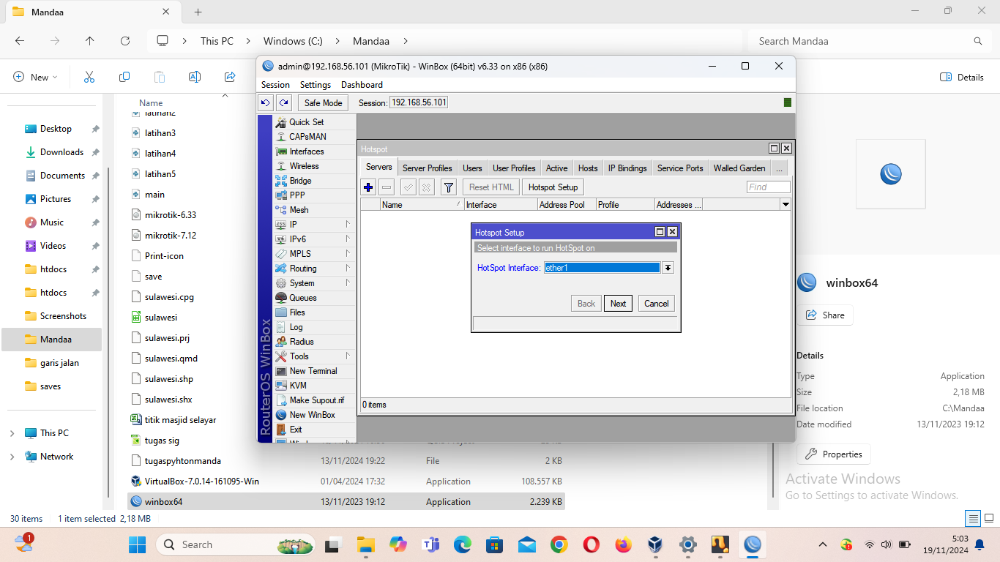 Mandaa
This PC
Windows (C:)
Mandaa
Search Mandaa
New
Details
Desktop
Downloads
Documents
Pictures
Music
Videos
htdocs
htdocs
Screenshots
Mandaa
garis jalan
saves
This PC
Network
Name
latihan2
latihan3
latihan4
latihan5
main
mikrotik-6.33
mikrotik-7.12
Print-icon
save
sulawesi.cpg
sulawesi
sulawesi.prj
sulawesi.qmd
sulawesi.shp
sulawesi.shx
titik masjid selayar
tugas sig
tugaspyhtonmanda 13/11/2024 19:22 File 2 KB
VirtualBox-7.0.14-161095-Win 01/04/2024 17:32 Application 108.557 KB
winbox64 13/11/2023 19:12 Application 2.239 KB
admin@192.168.56.101 (MikroTik) - WinBox (64bit) v6.33 on x86 (x86)
Session Settings Dashboard
Safe Mode Session: 192.168.56.101
RouterOS WinBox
Quick Set
CAPsMAN
Interfaces
Wireless
Bridge
PPP
Mesh
IP
IPv6
MPLS
Routing
System
Queues
Files
Log
Radius
Tools
New Terminal
KVM
Make Supout.rif
New WinBox
Exit
Hotspot
Servers Server Profiles Users User Profiles Active Hosts IP Bindings Service Ports Walled Garden ...
Reset HTML Hotspot Setup Find
Name Interface Address Pool Profile Addresses ...
Hotspot Setup
Select interface to run HotSpot on
HotSpot Interface: ether1
Back Next Cancel
0 items
winbox64
Share
Details
Type Application
Size 2,18 MB
File location C:\Mandaa
Date modified 13/11/2023 19:12
Properties
Activate Windows
Go to Settings to activate Windows.
30 items 1 item selected 2,18 MB
1
Search
5:03
19/11/2024